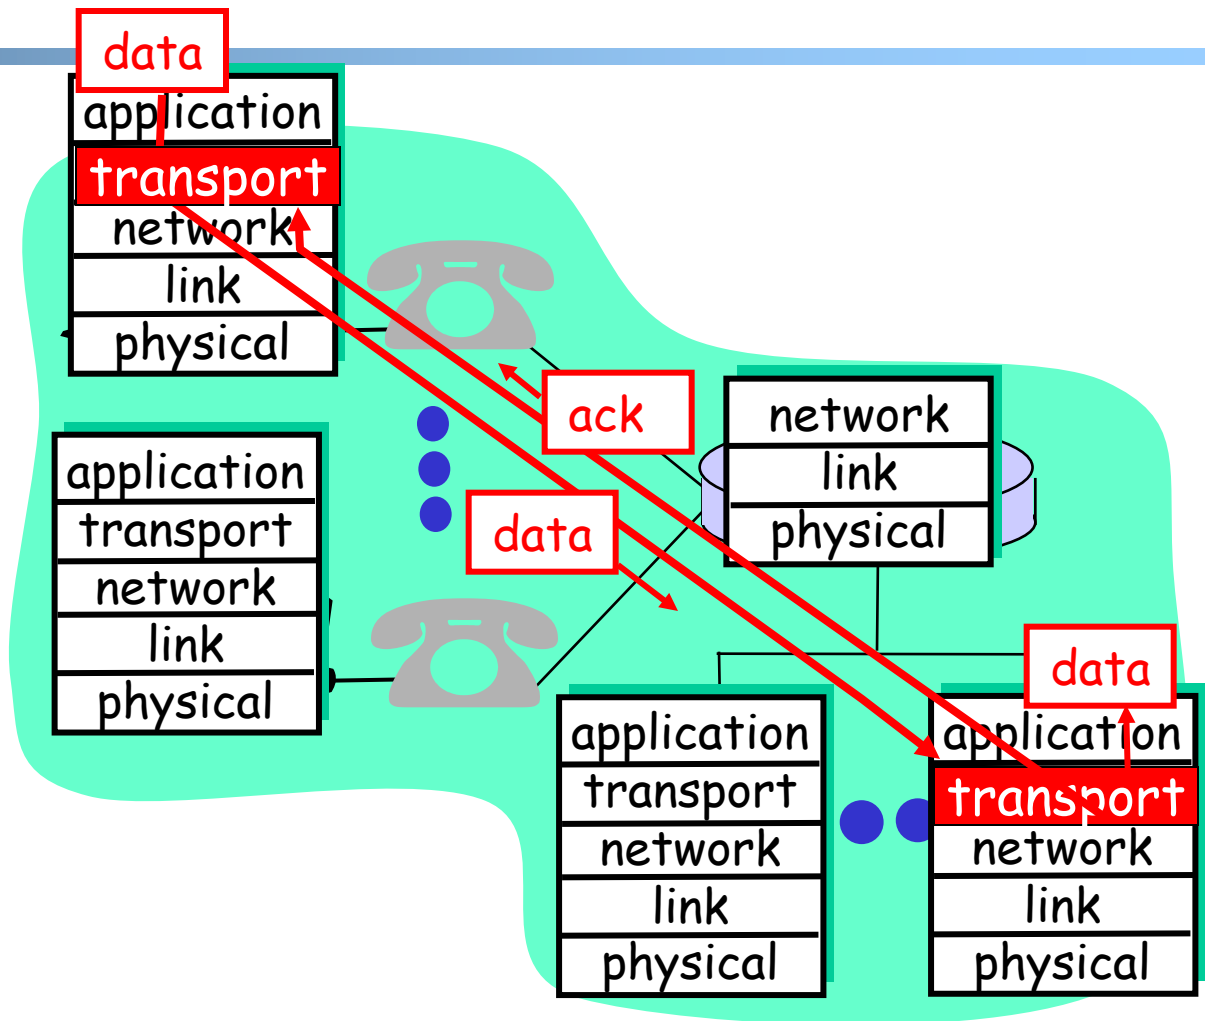 data
application
transport
network
link
physical
ack
network
link
physical
application
transport
network
link
physical
data
data
application
transport
network
link
physical
application
transport
network
link
physical